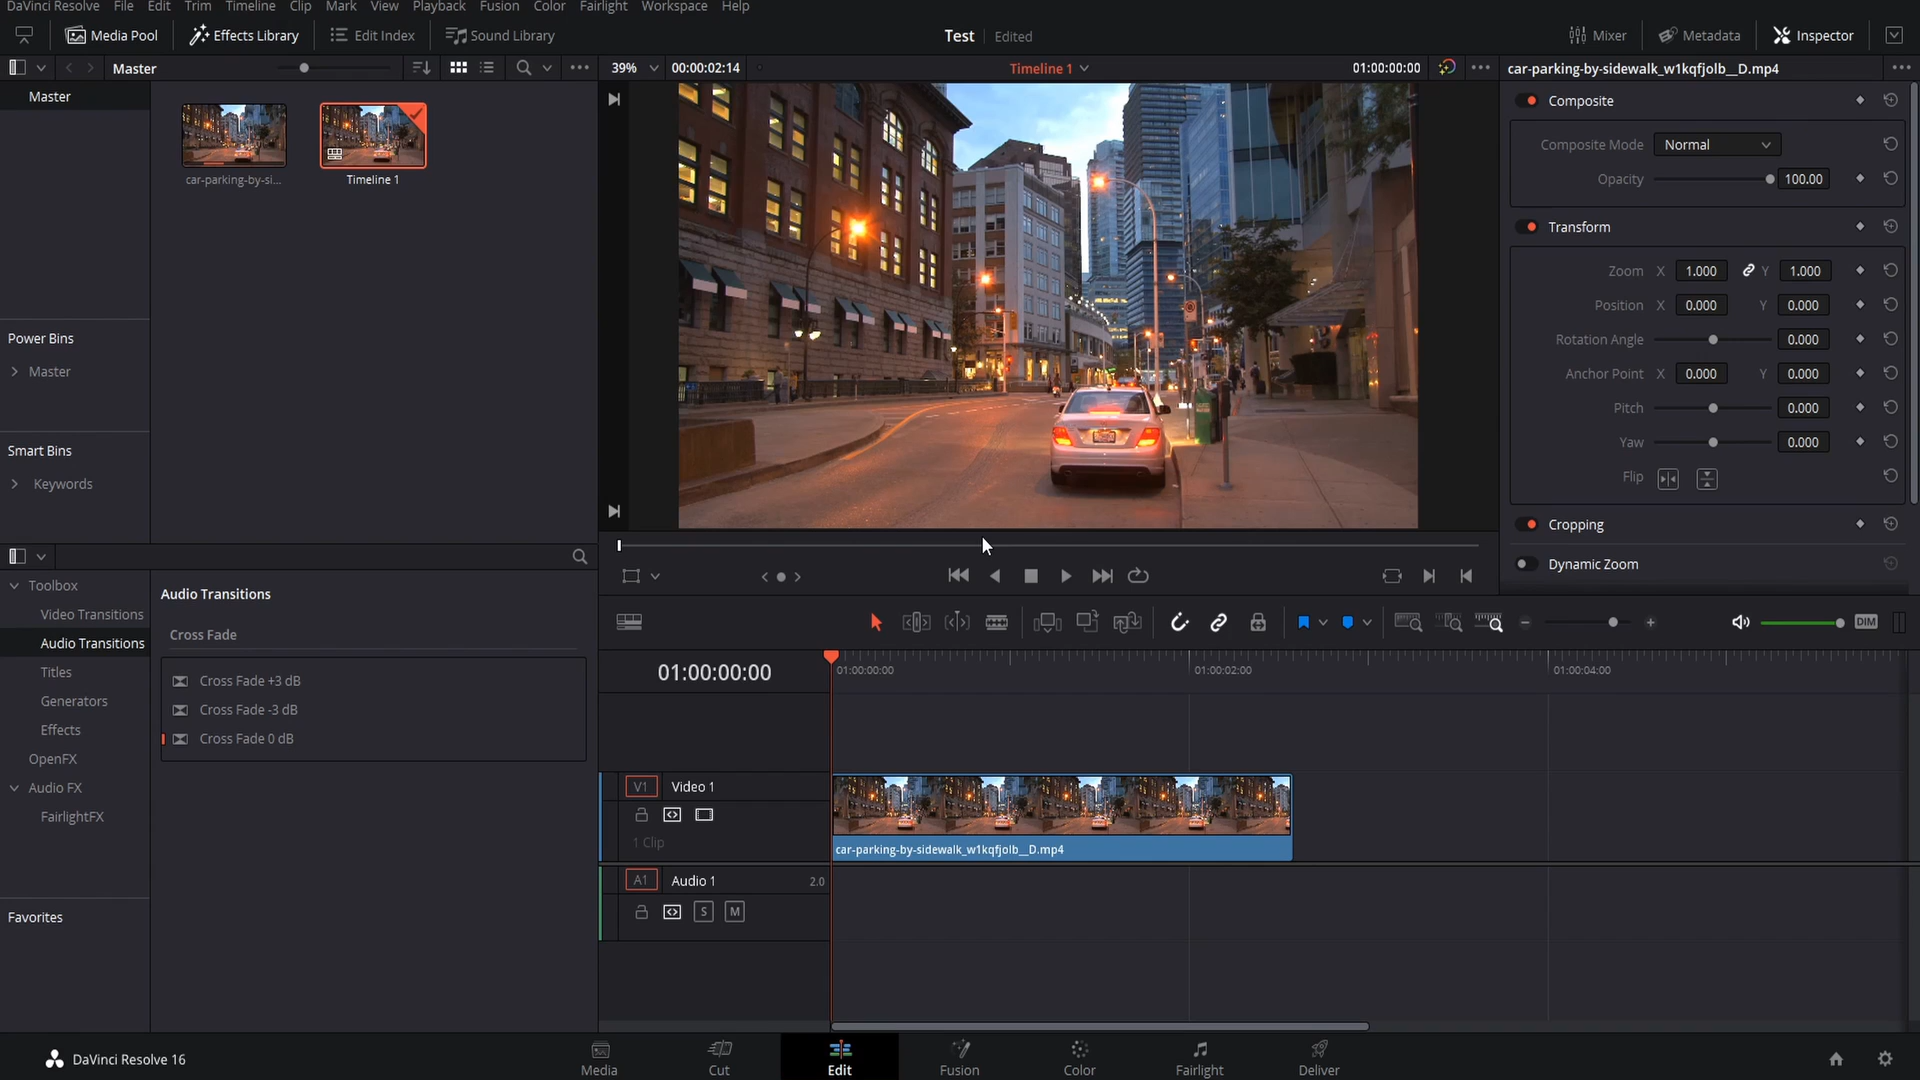 DaVinci Resolve File Edit Trim Timeline Clip Mark View Playback Fusion Color Fairlight Workspace Help
Media Pool Effects Library Edit Index Sound Library Test Edited Mixer Metadata Inspector
Master 39% 00:00:02:14 Timeline 1 01:00:00:00 car-parking-by-sidewalk_w1kqfjolb__D.mp4
Master
car-parking-by-si...
Timeline 1
Power Bins
Master
Smart Bins
Keywords
Composite
Composite Mode Normal
Opacity 100.00
Transform
Zoom X 1.000 Y 1.000
Position X 0.000 Y 0.000
Rotation Angle 0.000
Anchor Point X 0.000 Y 0.000
Pitch 0.000
Yaw 0.000
Flip
Cropping
Dynamic Zoom
Toolbox
Video Transitions
Audio Transitions
Titles
Generators
Effects
OpenFX
Audio FX
FairlightFX
Favorites
Audio Transitions
Cross Fade
Cross Fade +3 dB
Cross Fade -3 dB
Cross Fade 0 dB
DIM
01:00:00:00 01:00:00:00 01:00:02:00 01:00:04:00
V1 Video 1
1 Clip
car-parking-by-sidewalk_w1kqfjolb__D.mp4
A1 Audio 1 2.0
S M
DaVinci Resolve 16
Media Cut Edit Fusion Color Fairlight Deliver